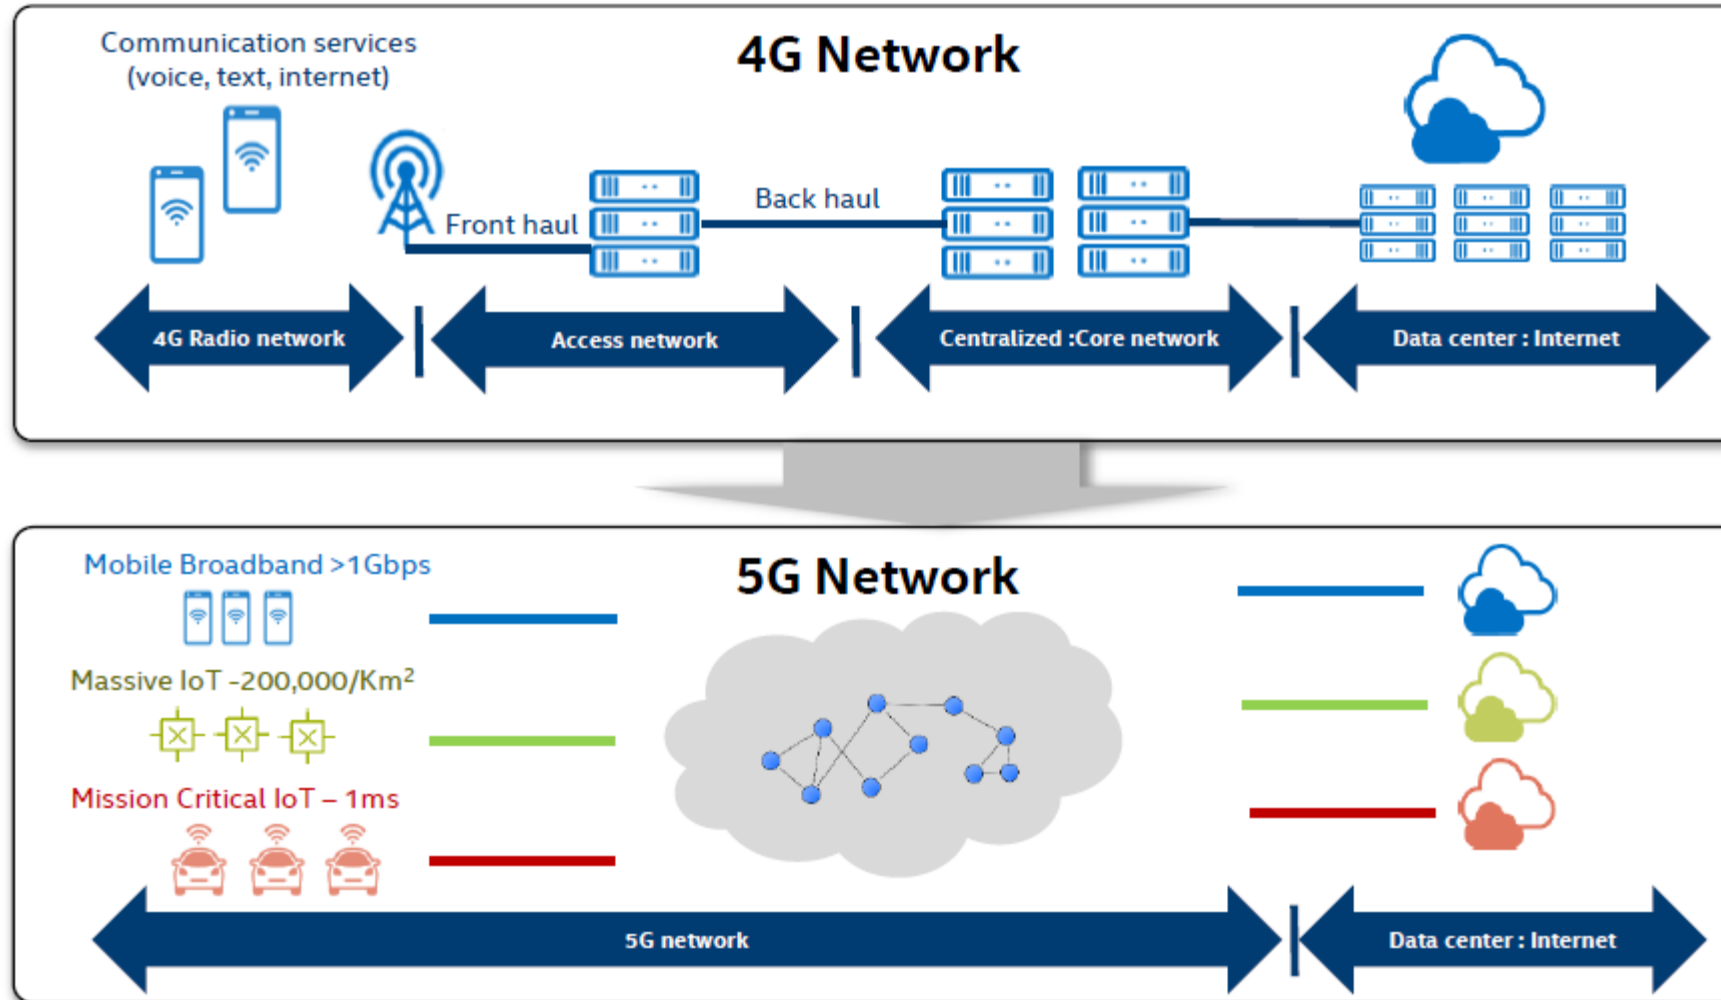 4G Network
Communication services
(voice, text, internet)
Front haul
Back haul
4G Radio network
Access network
Centralized :Core network
Data center : Internet
5G Network
Mobile Broadband >1Gbps
Massive IoT -200,000/Km²
Mission Critical IoT – 1ms
5G network
Data center : Internet